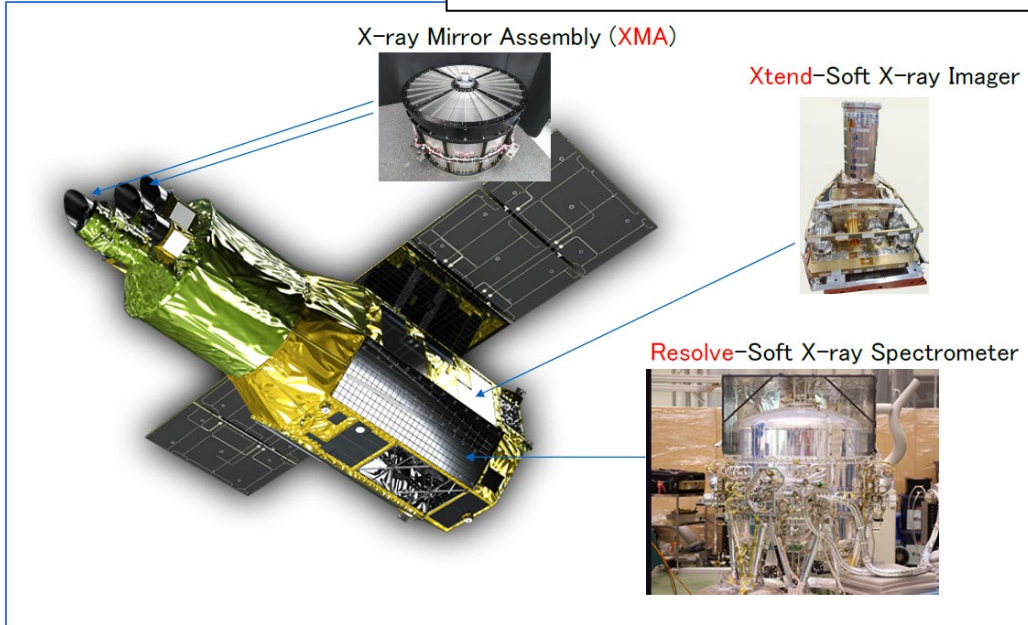 X-ray Mirror Assembly (XMA)
Xtend-Soft X-ray Imager
Resolve-Soft X-ray Spectrometer